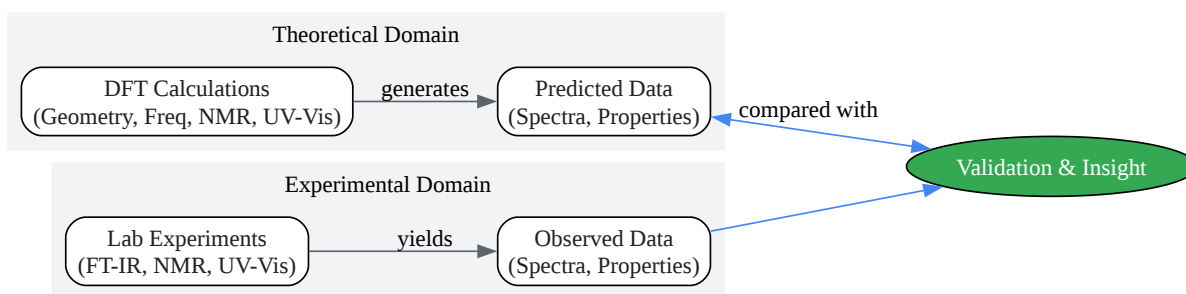 Theoretical Domain
DFT Calculations
(Geometry, Freq, NMR, UV-Vis)
generates
Predicted Data
(Spectra, Properties)
compared with
Validation & Insight
Experimental Domain
Lab Experiments
(FT-IR, NMR, UV-Vis)
yields
Observed Data
(Spectra, Properties)